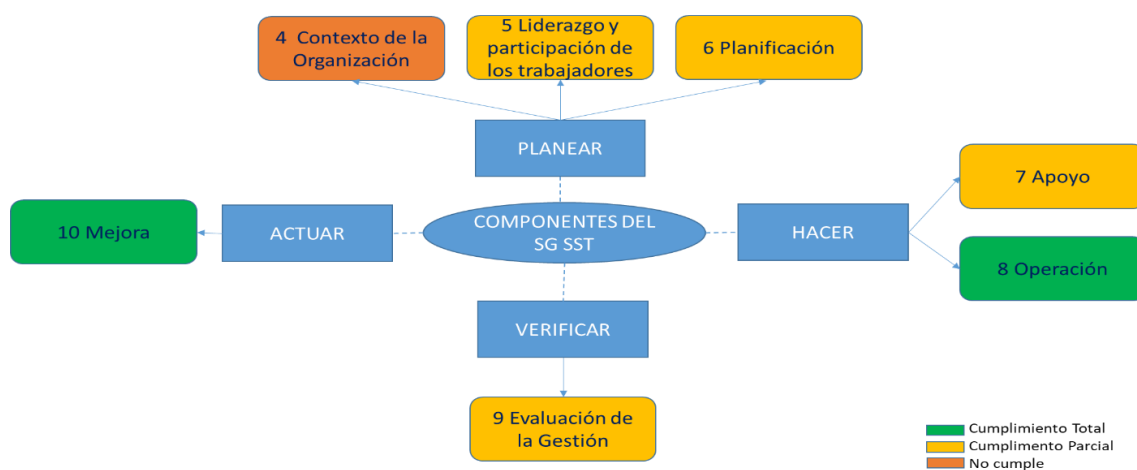 4 Contexto de la
Organización
5 Liderazgo y
participación de
los trabajadores
6 Planificación
PLANEAR
7 Apoyo
10 Mejora
ACTUAR
COMPONENTES DEL
SG SST
HACER
8 Operación
VERIFICAR
9 Evaluación de
la Gestión
Cumplimiento Total
Cumplimento Parcial
No cumple